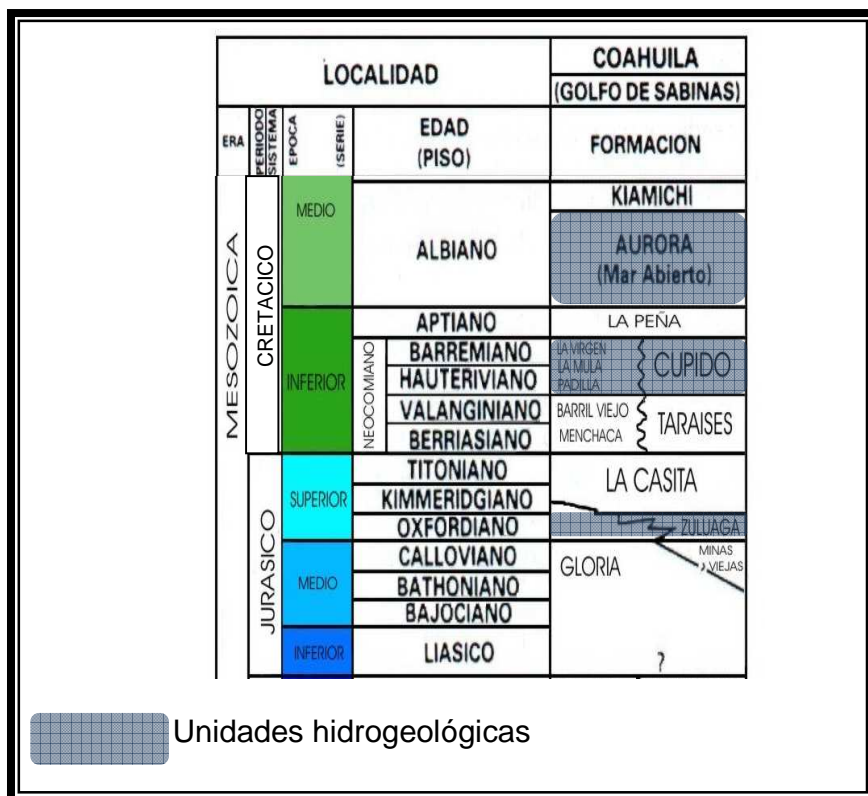 LOCALIDAD
COAHUILA
(GOLFO DE SABINAS)
ERA
PERIODO
SISTEMA
EPOCA
(SERIE)
EDAD
(PISO)
FORMACION
MESOZOICA
CRETACICO
MEDIO
ALBIANO
KIAMICHI
AURORA
(Mar Abierto)
INFERIOR
APTIANO
LA PEÑA
NEOCOMIANO
BARREMIANO
HAUTERIVIANO
LA VIRGEN
LA MULA
PADILLA
CUPIDO
VALANGINIANO
BERRIASIANO
BARRIL VIEJO
MENCHACA
TARAISES
JURASICO
SUPERIOR
TITONIANO
KIMMERIDGIANO
OXFORDIANO
LA CASITA
ZULUAGA
MEDIO
CALLOVIANO
BATHONIANO
BAJOCIANO
GLORIA
MINAS
VIEJAS
INFERIOR
LIASICO
?
Unidades hidrogeológicas